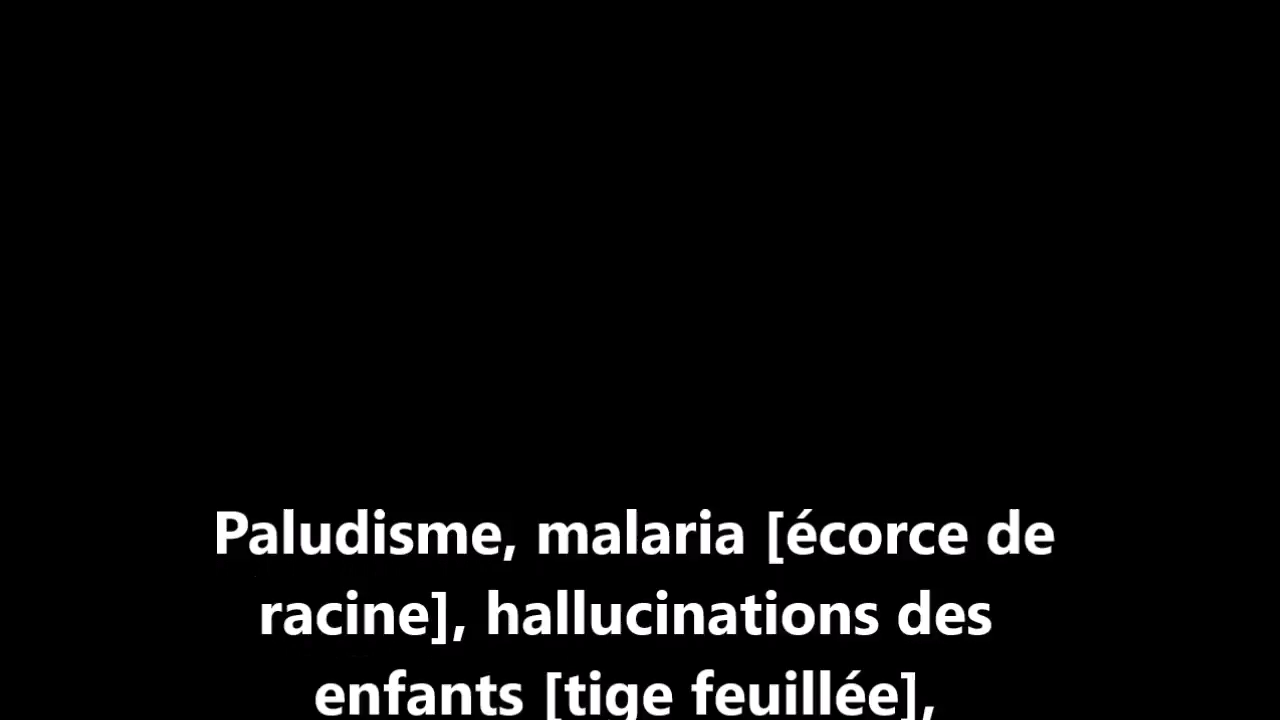 Paludisme, malaria [écorce de
racine], hallucinations des
enfants [tige feuillée],